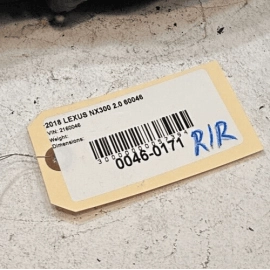 2018 LEXUS NX300 2.0 60046
VIN: 2160046
Weight:
Dimensions:
0046-0171
R/R